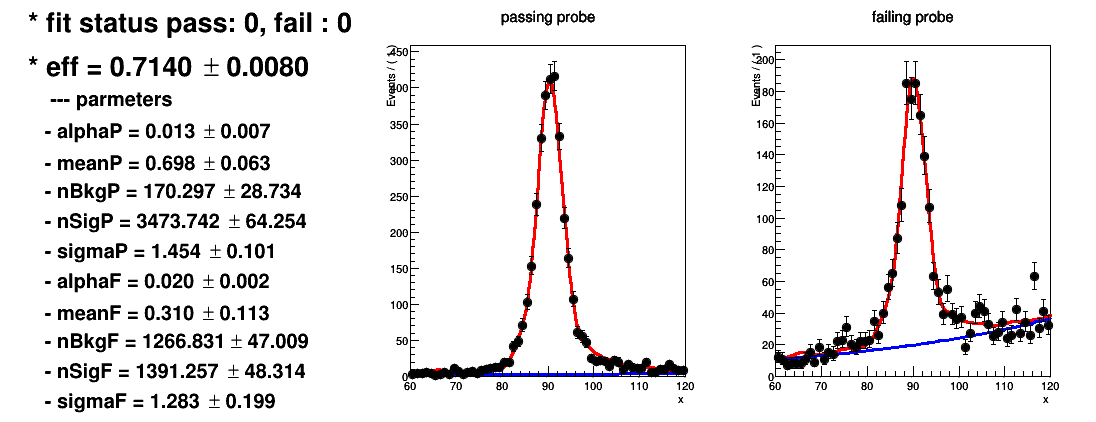 * fit status pass: 0, fail : 0
* eff = 0.7140 ± 0.0080
--- parmeters
- alphaP = 0.013 ± 0.007
- meanP = 0.698 ± 0.063
- nBkgP = 170.297 ± 28.734
- nSigP = 3473.742 ± 64.254
- sigmaP = 1.454 ± 0.101
- alphaF = 0.020 ± 0.002
- meanF = 0.310 ± 0.113
- nBkgF = 1266.831 ± 47.009
- nSigF = 1391.257 ± 48.314
- sigmaF = 1.283 ± 0.199
passing probe
Events / ( 1 )
450
400
350
300
250
200
150
100
50
0
60 70 80 90 100 110 120
x
failing probe
Events / ( 1 )
200
180
160
140
120
100
80
60
40
20
0
60 70 80 90 100 110 120
x